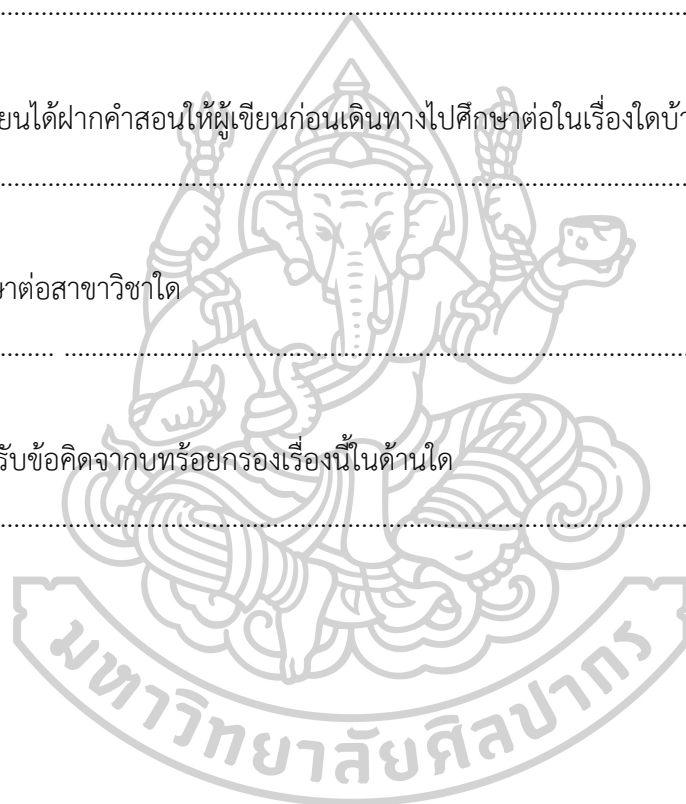 ..........................................................................................................................
ยนได้ฝากคำสอนให้ผู้เขียนก่อนเดินทางไปศึกษาต่อในเรื่องใดบ้า
..........................................................................................................................
ษาต่อสาขาวิชาใด
......... .................................................................................................................
รับข้อคิดจากบทร้อยกรองเรื่องนี้ในด้านใด
..........................................................................................................................
มหาวิทยาลัยศิลปากร